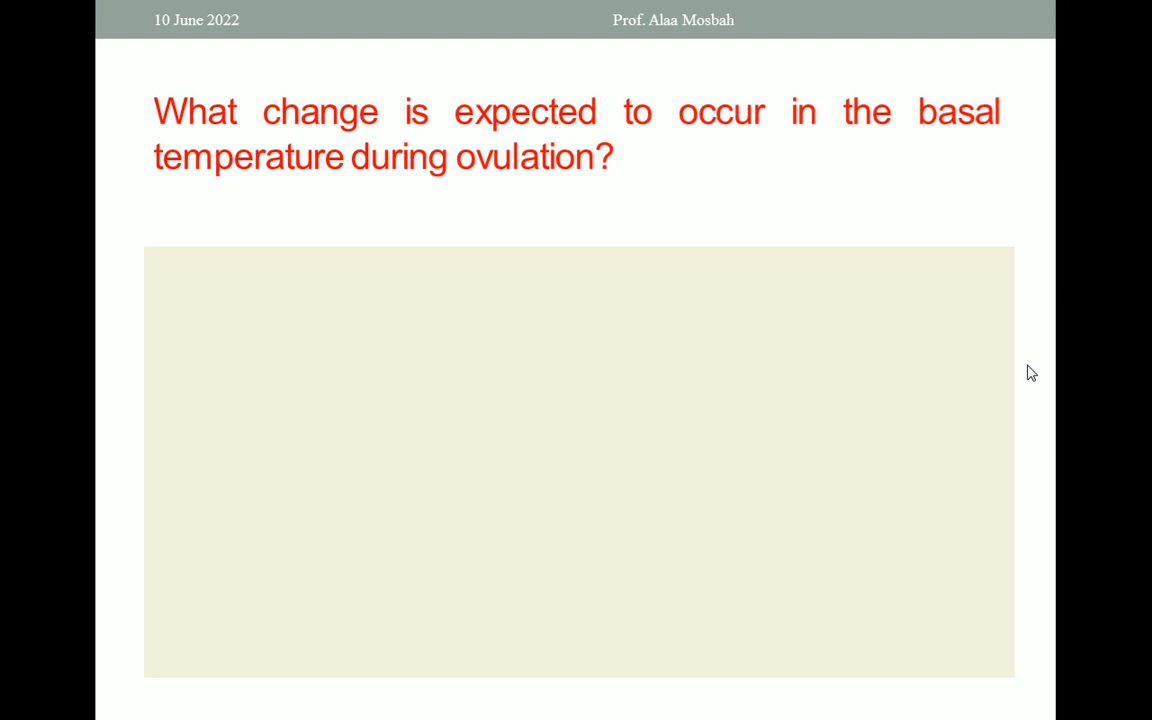 10 June 2022 Prof. Alaa Mosbah
What change is expected to occur in the basal
temperature during ovulation?